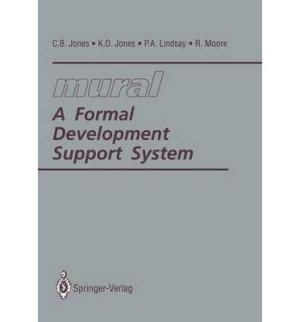 C.B. Jones • K.D. Jones • P.A. Lindsay • R. Moore
mural
A Formal
Development
Support System
Springer-Verlag